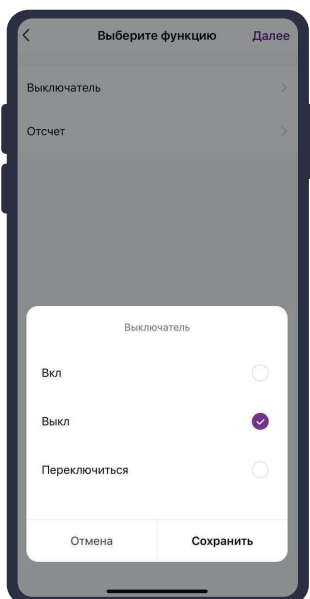 Выберите функцию Далее
Выключатель
Отсчет
Выключатель
Вкл
Выкл
Переключиться
Отмена Сохранить